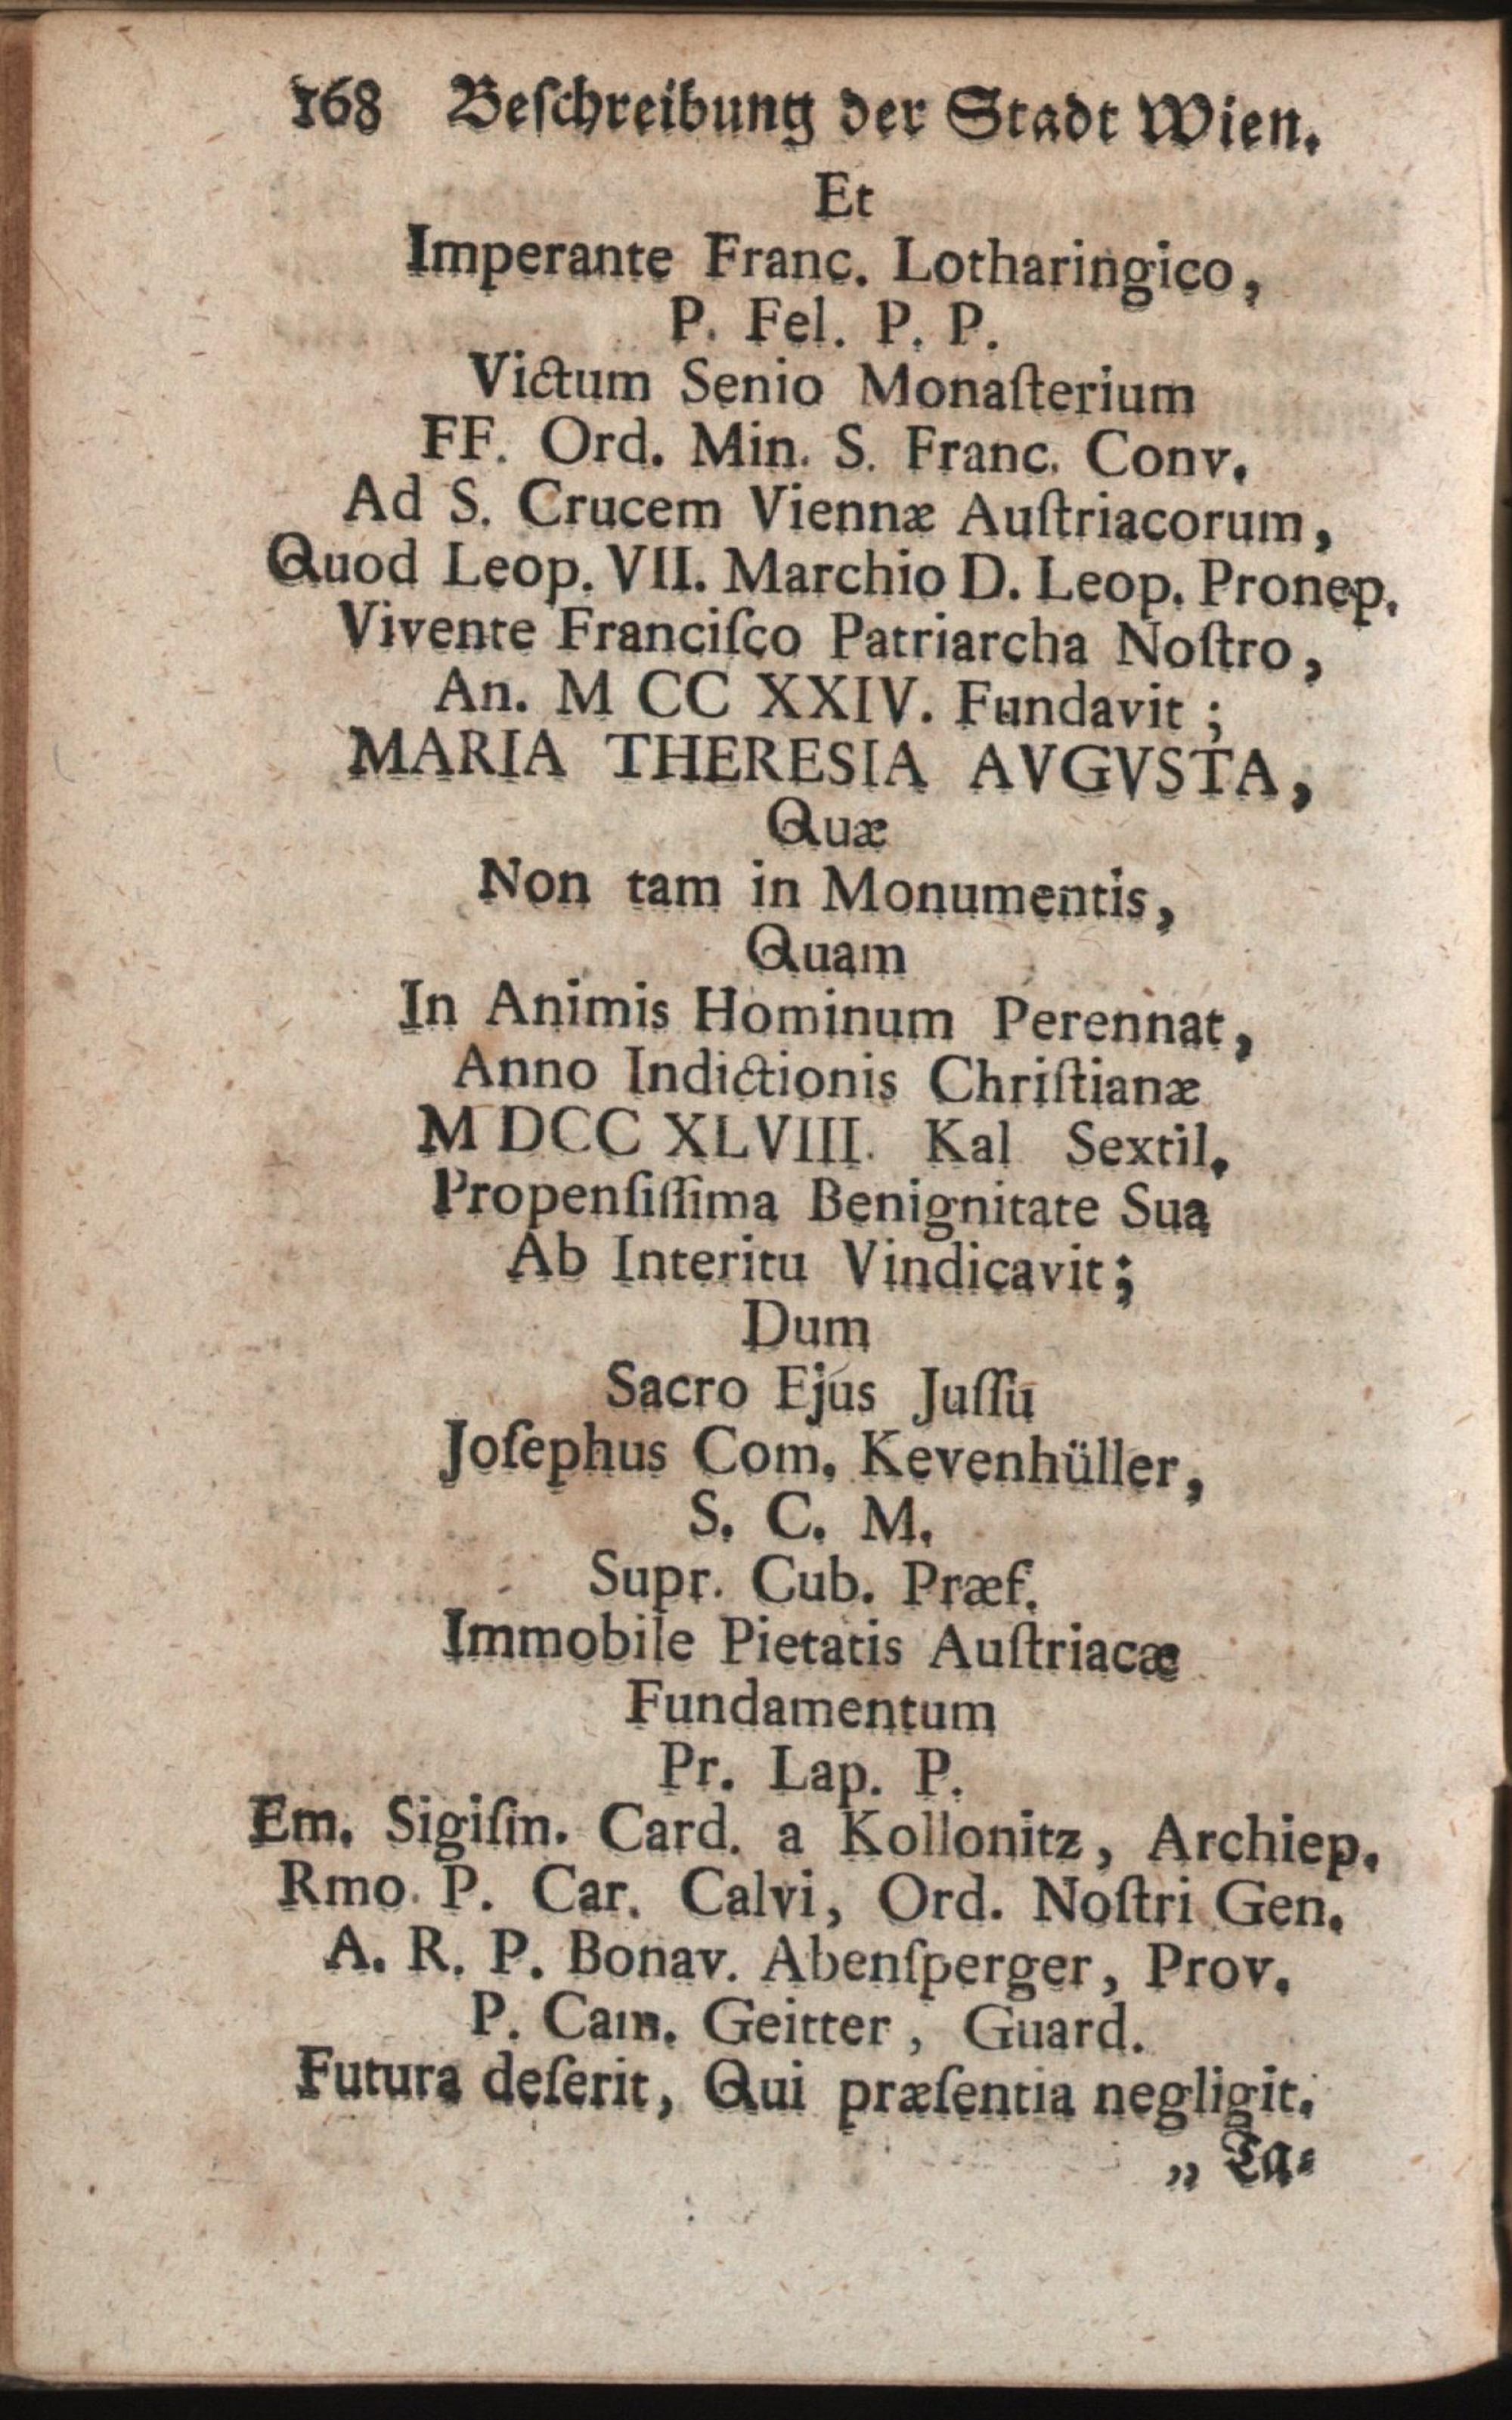 168 Beſchreibung der Stadt Wien.
Et
Imperante Franc. Lotharingico,
P. Fel. P. P.
Victum Senio Monaſterium
FF. Ord. Min. S. Franc. Conv.
Ad S. Crucem Viennæ Auſtriacorum,
Quod Leop. VII. Marchio D. Leop. Pronep.
Vivente Franciſco Patriarcha Noſtro,
An. M CC XXIV. Fundavit;
MARIA THERESIA AVGVSTA,
Quæ
Non tam in Monumentis,
Quam
In Animis Hominum Perennat,
Anno Indictionis Chriſtianæ
M DCC XLVIII. Kal Sextil.
Propenſiſſima Benignitate Sua
Ab Interitu Vindicavit;
Dum
Sacro Ejus Juſſu
Joſephus Com. Kevenhüller,
S. C. M.
Supr. Cub. Præf.
Immobile Pietatis Auſtriacæ
Fundamentum
Pr. Lap. P.
Em. Sigiſm. Card. a Kollonitz, Archiep.
Rmo. P. Car. Calvi, Ord. Noſtri Gen.
A. R. P. Bonav. Abenſperger, Prov.
P. Cam. Geitter, Guard.
Futura deſerit, Qui præſentia negligit.
„ Ta⸗